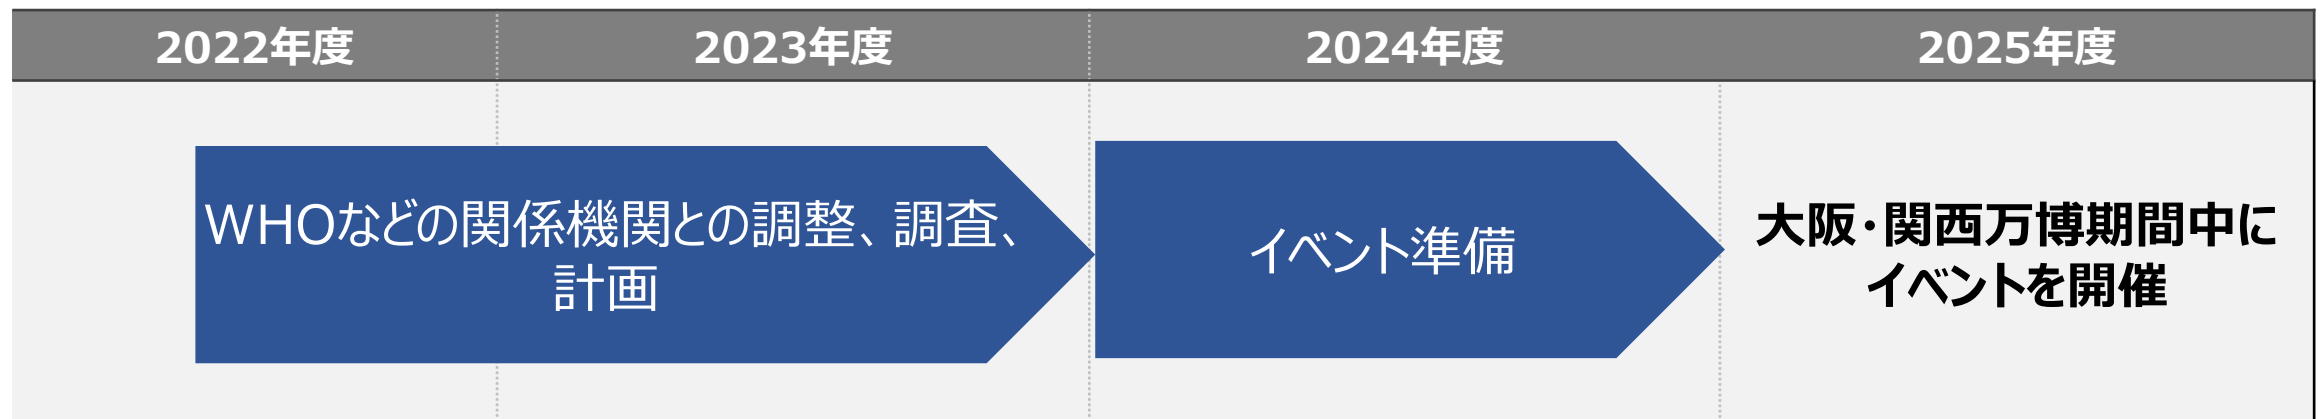 2022年度
2023年度
2024年度
2025年度
WHOなどの関係機関との調整、調査、
計画
イベント準備
大阪・関西万博期間中に
イベントを開催